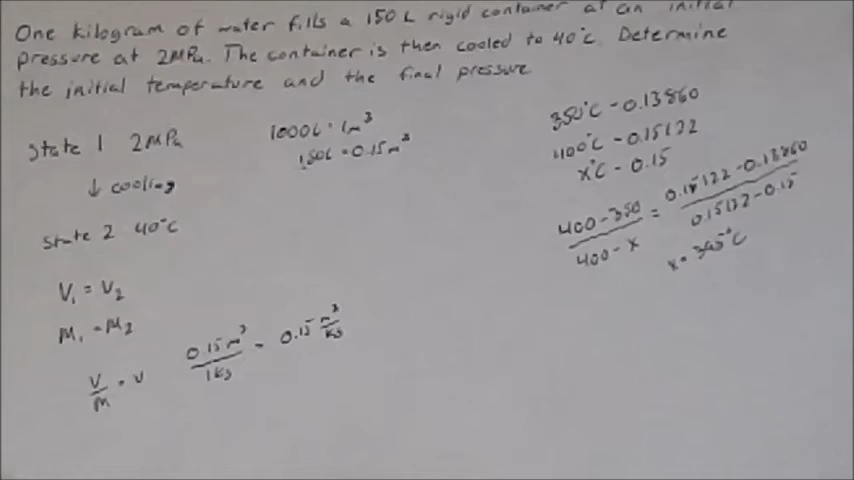 One kilogram of water fills a 150 L rigid container at an initial
pressure at 2MPa. The container is then cooled to 40°C. Determine
the initial temperature and the final pressure
State 1 2MPa
↓ cooling
State 2 40°C
V₁ = V₂
M₁ = M₂
V/M = v
0.15m³/1kg = 0.15 m³/kg
1000L = 1m³
150L = 0.15m³
350°C - 0.13860
400°C - 0.15122
x°C - 0.15
400-350/400-x = 0.15122-0.13860/0.15122-0.15
x = 395°C